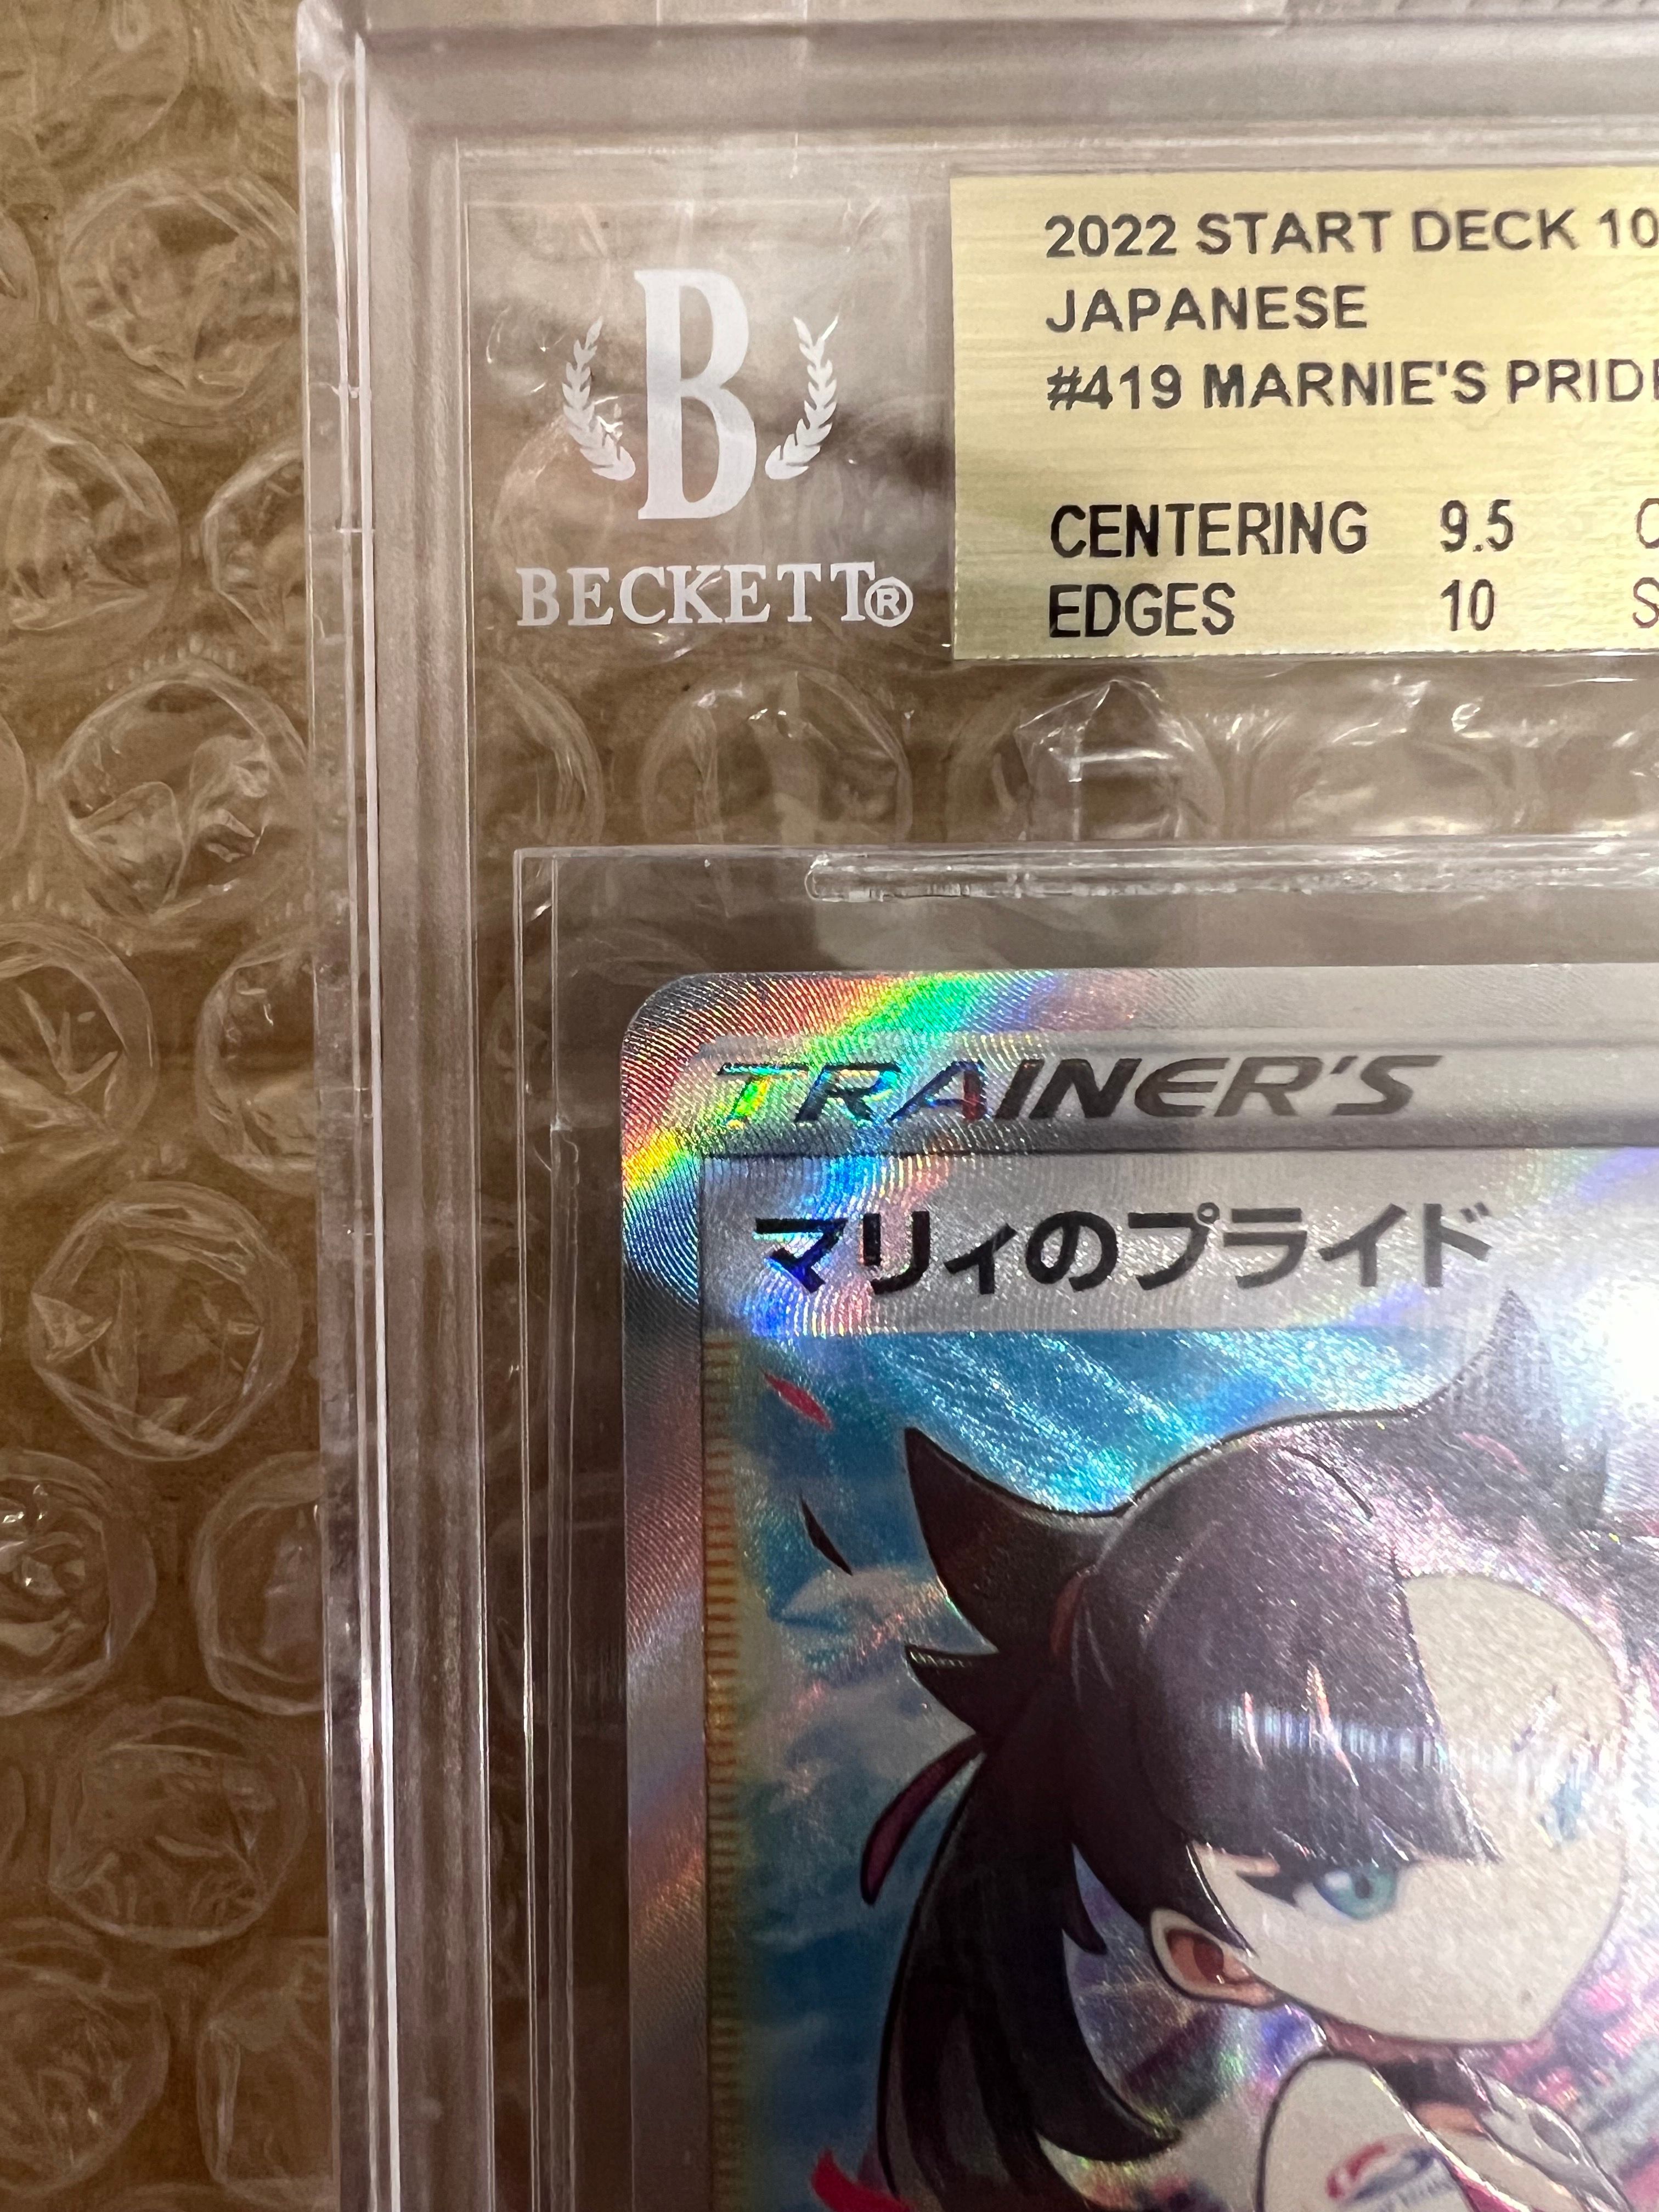 B
BECKETT®
2022 START DECK 10
JAPANESE
#419 MARNIE'S PRIDE
CENTERING 9.5 C
EDGES 10 S
TRAINER'S
マリィのプライド